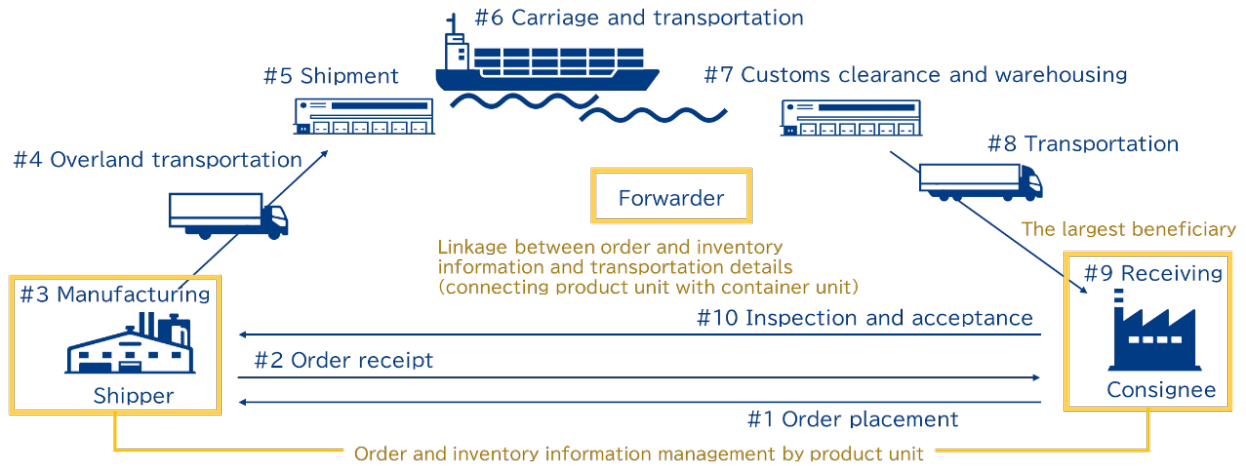 #6 Carriage and transportation
#5 Shipment
#7 Customs clearance and warehousing
#4 Overland transportation
#8 Transportation
Forwarder
The largest beneficiary
Linkage between order and inventory
information and transportation details
(connecting product unit with container unit)
#3 Manufacturing
#9 Receiving
#10 Inspection and acceptance
#2 Order receipt
Shipper
Consignee
#1 Order placement
Order and inventory information management by product unit